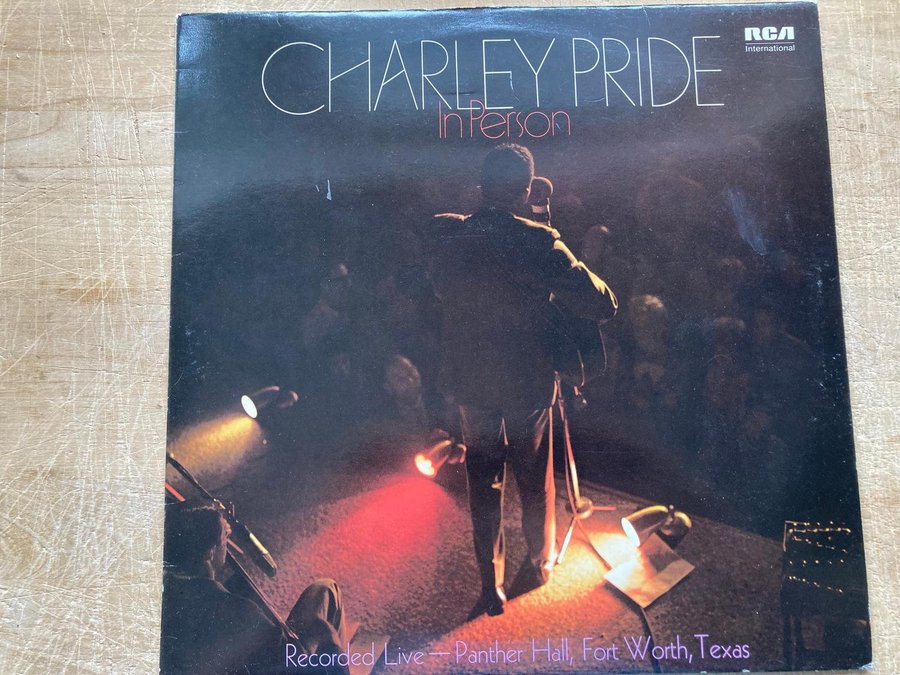 RCA
International
CHARLEY PRIDE
In Person
Recorded Live — Panther Hall, Fort Worth, Texas